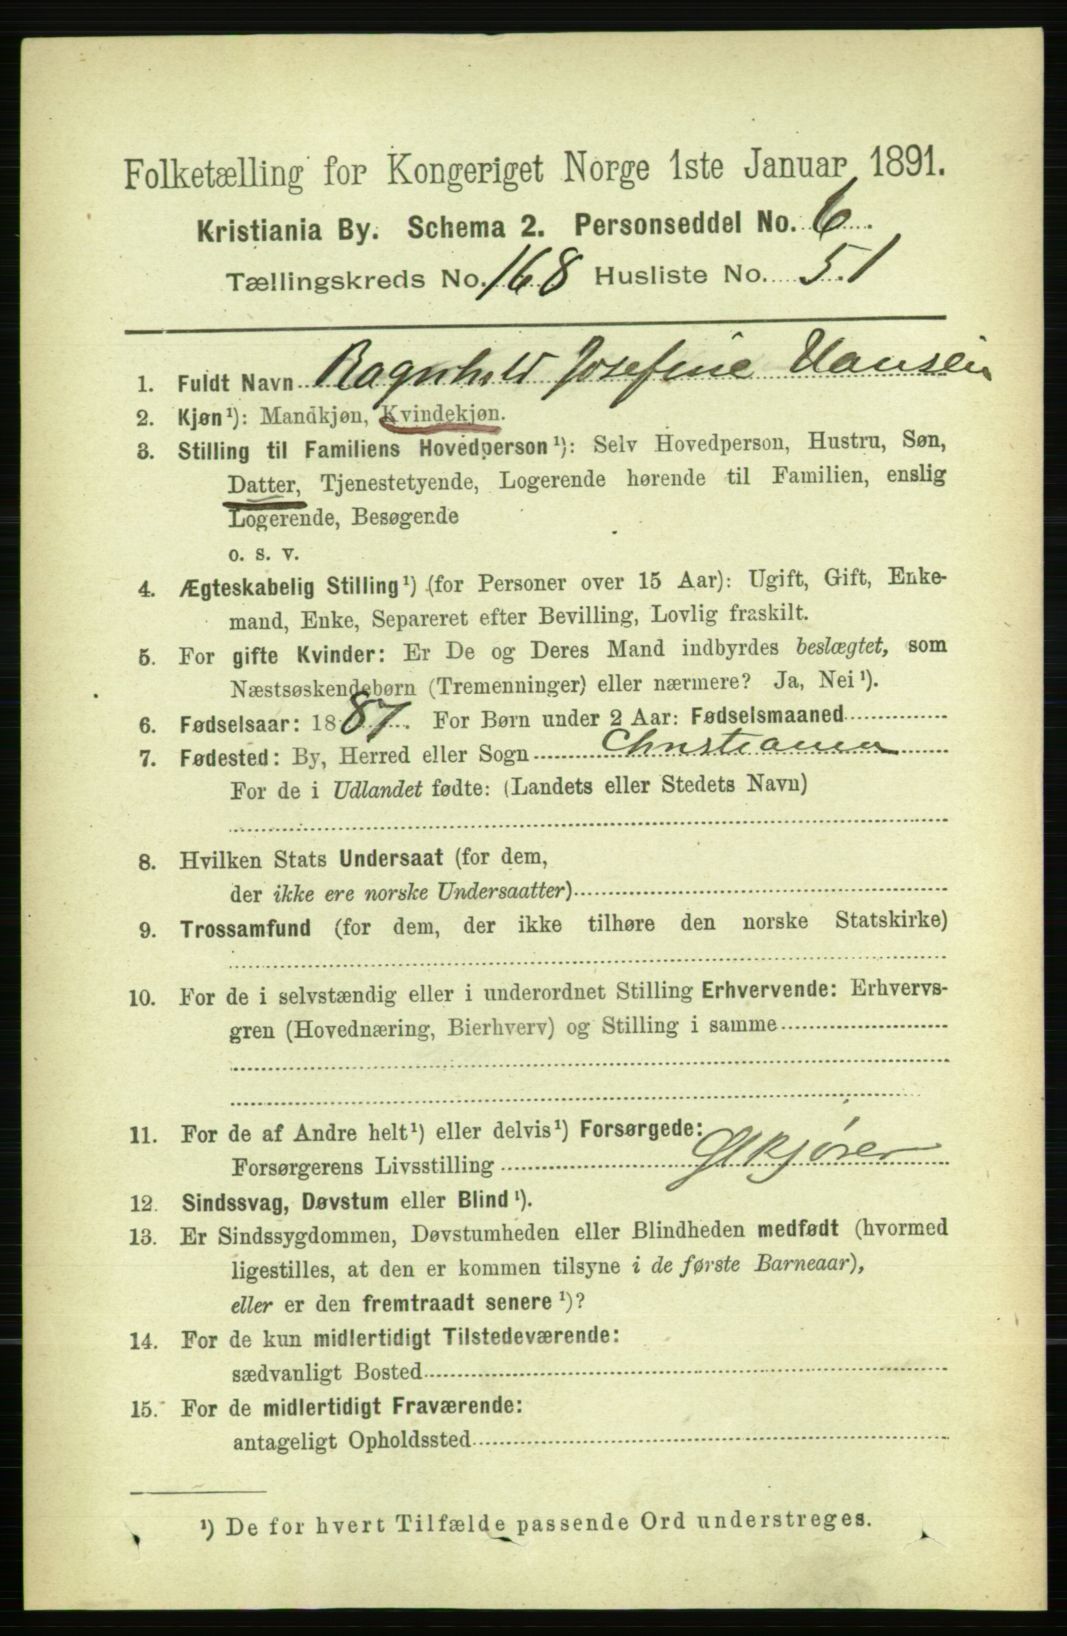 Folketælling for Kongeriget Norge 1ste Januar 1891.
Kristiania By. Schema 2. Personseddel No. 6.
Tællingskreds No. 168 Husliste No. 51
1. Fuldt Navn Ragnhild Josefine Hansen
2. Kjøn¹): Mandkjøn, Kvindekjøn.
3. Stilling til Familiens Hovedperson¹): Selv Hovedperson, Hustru, Søn,
Datter, Tjenestetyende, Logerende hørende til Familien, enslig
Logerende, Besøgende
o. s. v.
4. Ægteskabelig Stilling¹) (for Personer over 15 Aar): Ugift, Gift, Enke-
mand, Enke, Separeret efter Bevilling, Lovlig fraskilt.
5. For gifte Kvinder: Er De og Deres Mand indbyrdes beslægtet, som
Næstsøskendebørn (Tremenninger) eller nærmere? Ja, Nei¹).
6. Fødselsaar: 1887. For Børn under 2 Aar: Fødselsmaaned
7. Fødested: By, Herred eller Sogn Christiania
For de i Udlandet fødte: (Landets eller Stedets Navn)
8. Hvilken Stats Undersaat (for dem,
der ikke ere norske Undersaatter)
9. Trossamfund (for dem, der ikke tilhøre den norske Statskirke)
10. For de i selvstændig eller i underordnet Stilling Erhvervende: Erhvervs-
gren (Hovednæring, Bierhverv) og Stilling i samme
11. For de af Andre helt¹) eller delvis¹) Forsørgede:
Forsørgerens Livsstilling Ølkjører
12. Sindssvag, Døvstum eller Blind¹).
13. Er Sindssygdommen, Døvstumheden eller Blindheden medfødt (hvormed
ligestilles, at den er kommen tilsyne i de første Barneaar),
eller er den fremtraadt senere¹)?
14. For de kun midlertidigt Tilstedeværende:
sædvanligt Bosted
15. For de midlertidigt Fraværende:
antageligt Opholdssted
¹) De for hvert Tilfælde passende Ord understreges.